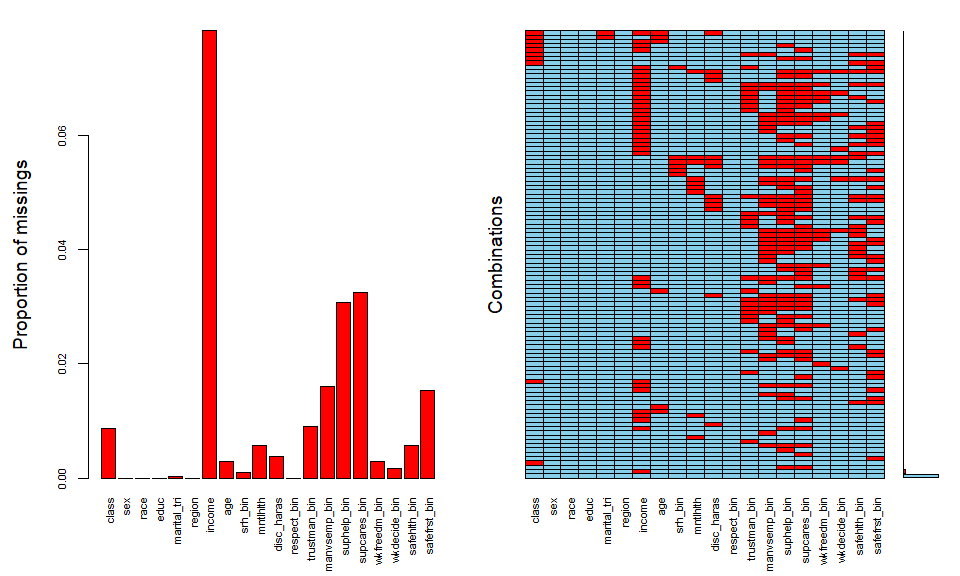 Proportion of missings
0.00
0.02
0.04
0.06
class
sex
race
educ
marital_tri
region
income
age
srh_bin
mntlhlth
disc_haras
respect_bin
trustman_bin
manvsemp_bin
suphelp_bin
supcares_bin
wkfreedm_bin
wkdecide_bin
safehlth_bin
safefrst_bin
Combinations
class
sex
race
educ
marital_tri
region
income
age
srh_bin
mntlhlth
disc_haras
respect_bin
trustman_bin
manvsemp_bin
suphelp_bin
supcares_bin
wkfreedm_bin
wkdecide_bin
safehlth_bin
safefrst_bin